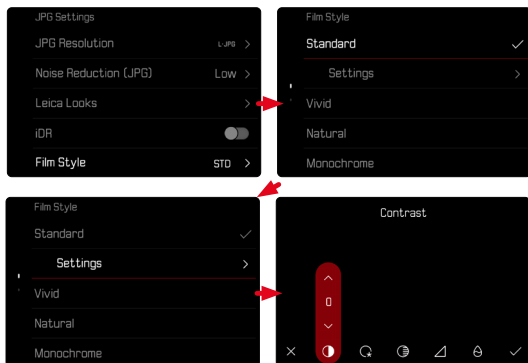 JPG Settings
JPG Resolution L-JPG
Noise Reduction (JPG) Low
Leica Looks
iDR
Film Style STD
Film Style
Standard
Settings
Vivid
Natural
Monochrome
Film Style
Standard
Settings
Vivid
Natural
Monochrome
Contrast
0